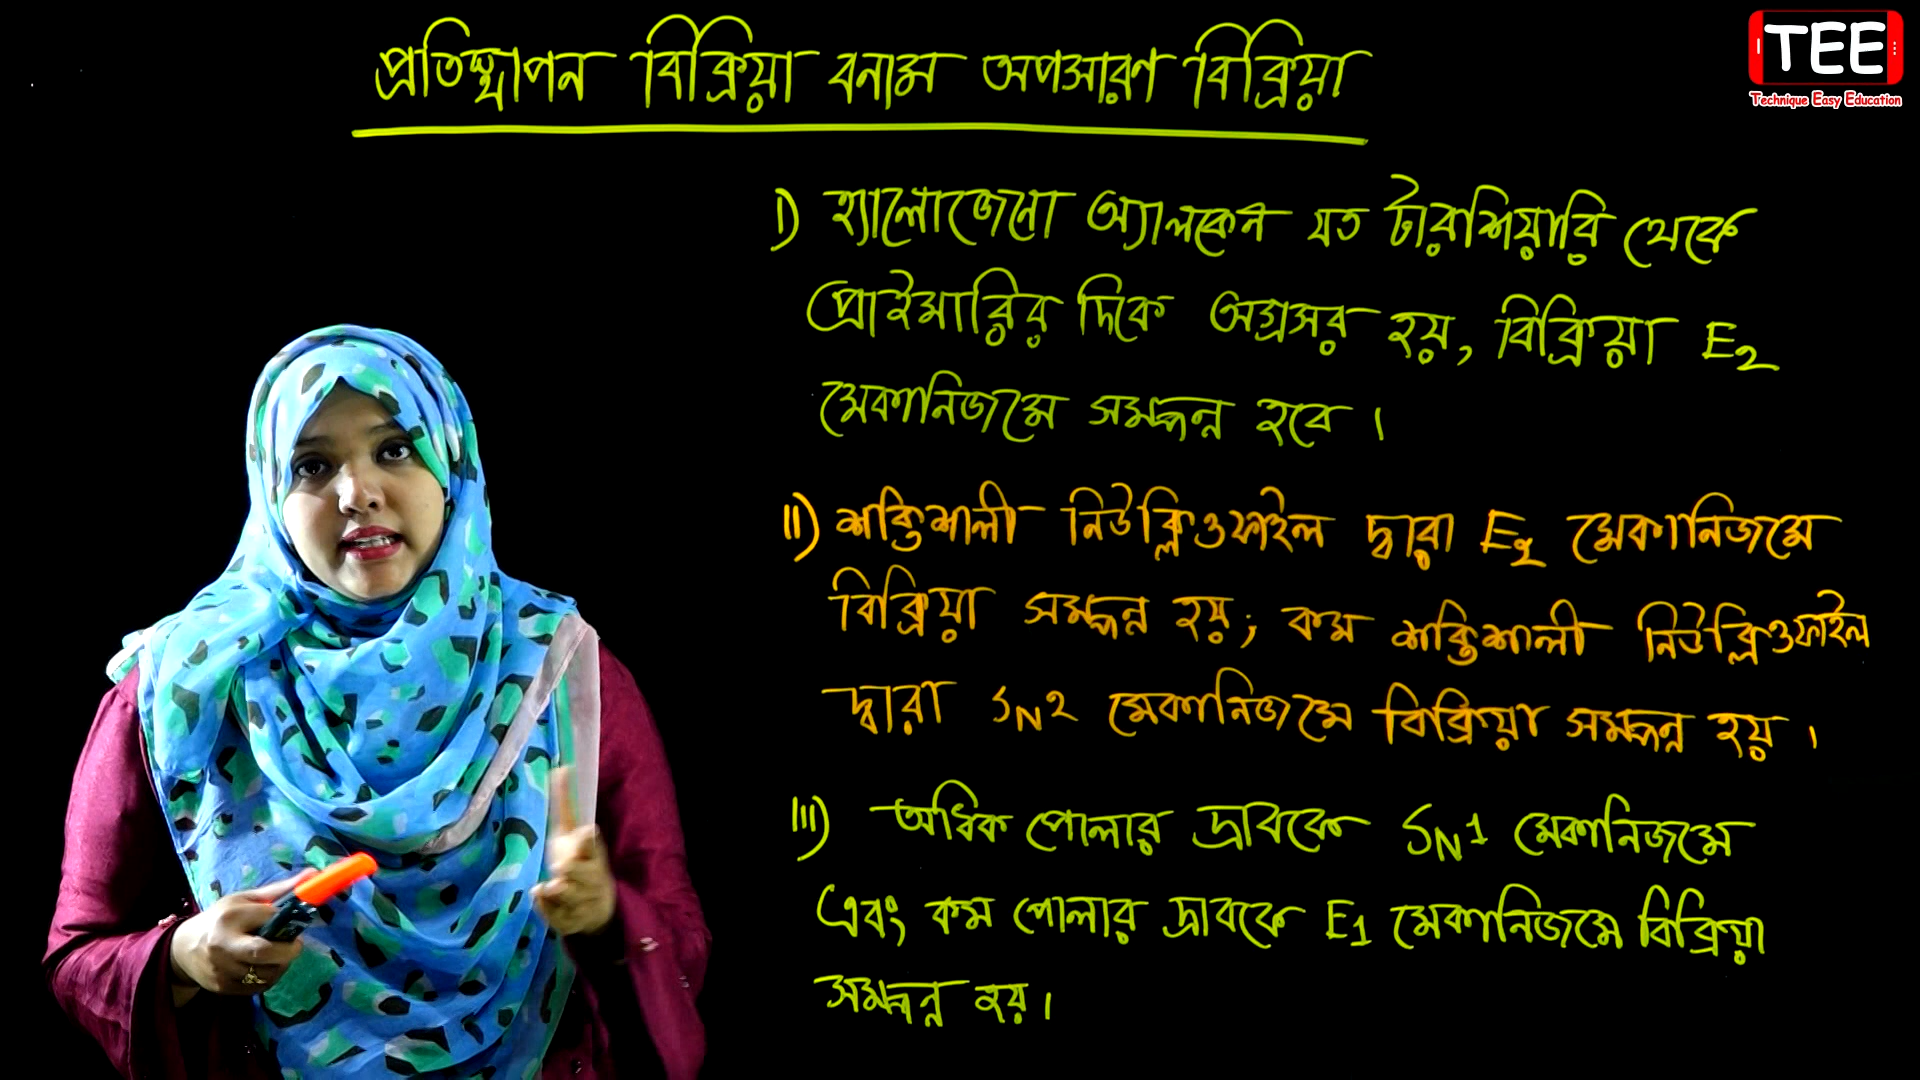 প্রতিস্থাপন বিক্রিয়া বনাম অপসারণ বিক্রিয়া
TEE
Technique Easy Education
I) হ্যালোজেনো অ্যালকেন যত টারশিয়ারি থেকে
প্রাইমারির দিকে অগ্রসর হয়, বিক্রিয়া E2
মেকানিজমে সম্পন্ন হবে।
II) শক্তিশালী নিউক্লিওফাইল দ্বারা E2 মেকানিজমে
বিক্রিয়া সম্পন্ন হয়; কম শক্তিশালী নিউক্লিওফাইল
দ্বারা SN2 মেকানিজমে বিক্রিয়া সম্পন্ন হয়।
III) অধিক পোলার দ্রাবকে SN1 মেকানিজমে
এবং কম পোলার দ্রাবকে E1 মেকানিজমে বিক্রিয়া
সম্পন্ন হয়।